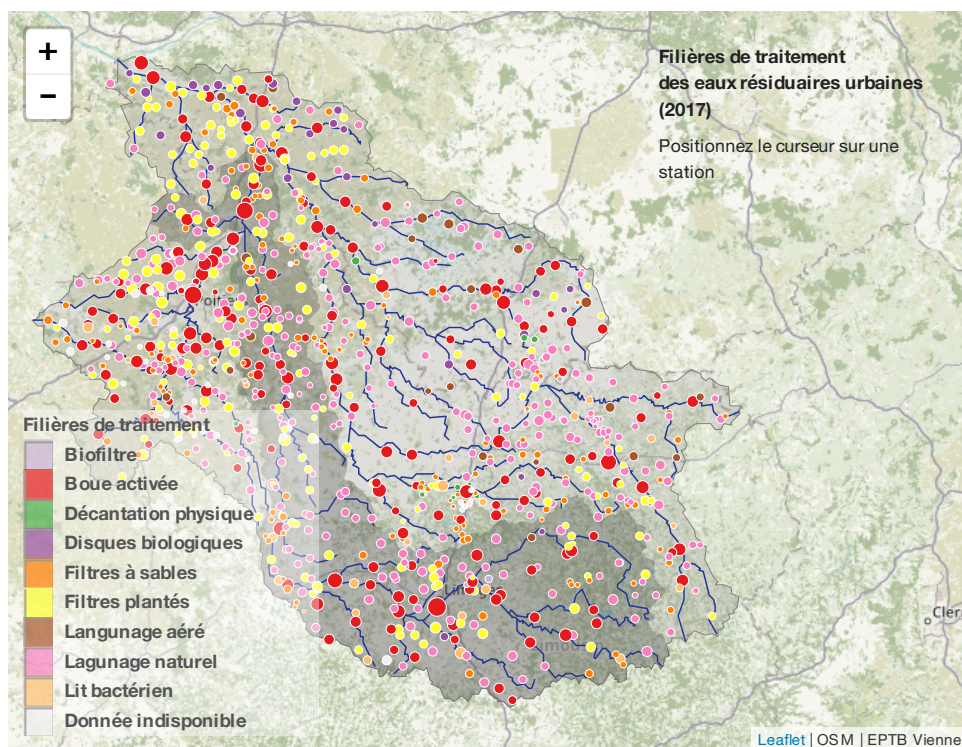 +
−
Filières de traitement
des eaux résiduaires urbaines
(2017)
Positionnez le curseur sur une
station
Filières de traitement
Biofiltre
Boue activée
Décantation physique
Disques biologiques
Filtres à sables
Filtres plantés
Langunage aéré
Lagunage naturel
Lit bactérien
Donnée indisponible
Leaflet | OSM | EPTB Vienne